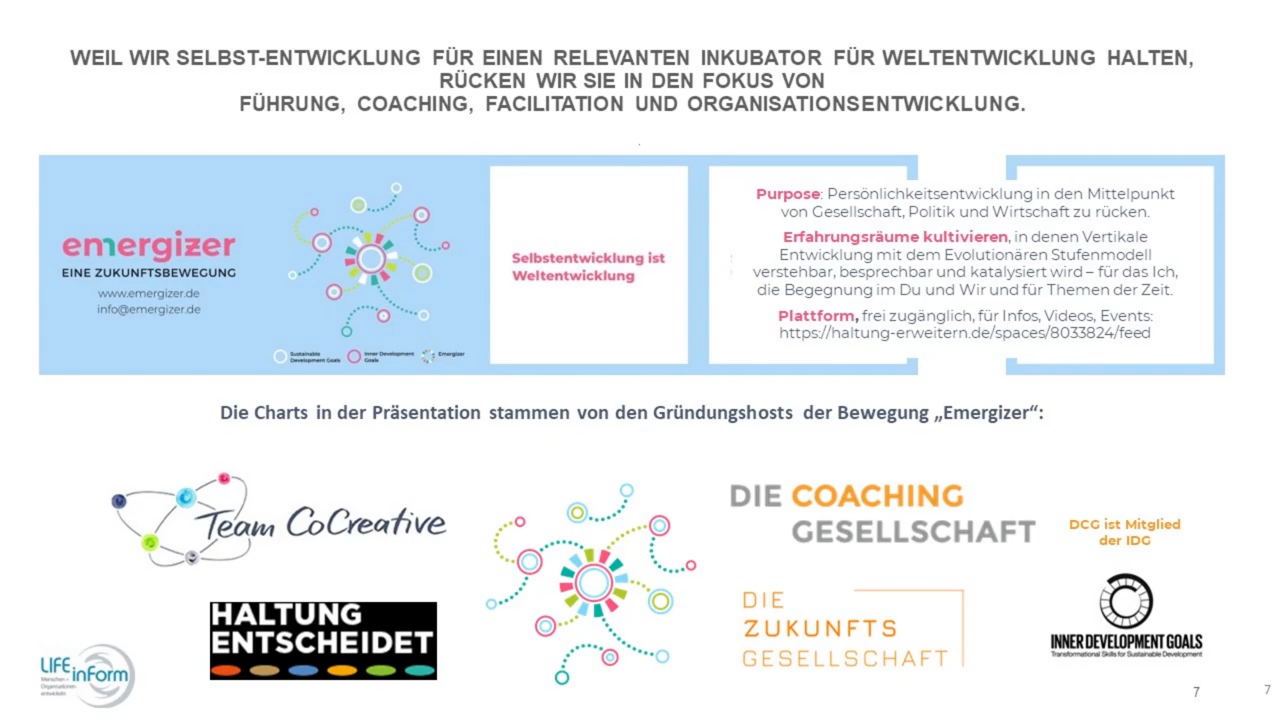 WEIL WIR SELBST-ENTWICKLUNG FÜR EINEN RELEVANTEN INKUBATOR FÜR WELTENTWICKLUNG HALTEN,
RÜCKEN WIR SIE IN DEN FOKUS VON
FÜHRUNG, COACHING, FACILITATION UND ORGANISATIONSENTWICKLUNG.
.
emergizer
EINE ZUKUNFTSBEWEGUNG
www.emergizer.de
info@emergizer.de
Sustainable
Development Goals
Inner Development
Goals
Emergizer
Selbstentwicklung ist
Weltentwicklung
Purpose: Persönlichkeitsentwicklung in den Mittelpunkt
von Gesellschaft, Politik und Wirtschaft zu rücken.
Erfahrungsräume kultivieren, in denen Vertikale
Entwicklung mit dem Evolutionären Stufenmodell
verstehbar, besprechbar und katalysiert wird – für das Ich,
die Begegnung im Du und Wir und für Themen der Zeit.
Plattform, frei zugänglich, für Infos, Videos, Events:
https://haltung-erweitern.de/spaces/8033824/feed
Die Charts in der Präsentation stammen von den Gründungshosts der Bewegung „Emergizer“:
Team CoCreative
DIE COACHING
GESELLSCHAFT
DCG ist Mitglied
der IDG
HALTUNG
ENTSCHEIDET
DIE
ZUKUNFTS
GESELLSCHAFT
INNER DEVELOPMENT GOALS
Transformational Skills for Sustainable Development
LIFE
inForm
Menschen +
Organisationen
entwickeln
7
7